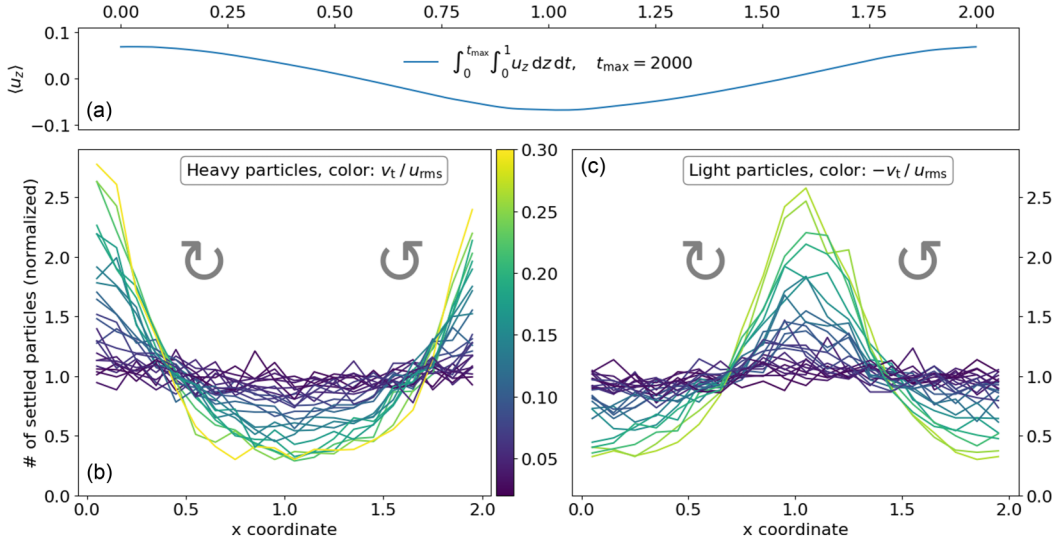 0.00 0.25 0.50 0.75 1.00 1.25 1.50 1.75 2.00
0.1
0.0
−0.1
⟨u_z⟩
∫_0^{t_max} ∫_0^1 u_z dz dt, t_max = 2000
(a)
Heavy particles, color: v_t / u_rms
2.5
2.0
1.5
1.0
0.5
0.0
# of settled particles (normalized)
(b)
0.0 0.5 1.0 1.5 2.0
x coordinate
0.30
0.25
0.20
0.15
0.10
0.05
(c)
Light particles, color: −v_t / u_rms
2.5
2.0
1.5
1.0
0.5
0.0
0.0 0.5 1.0 1.5 2.0
x coordinate